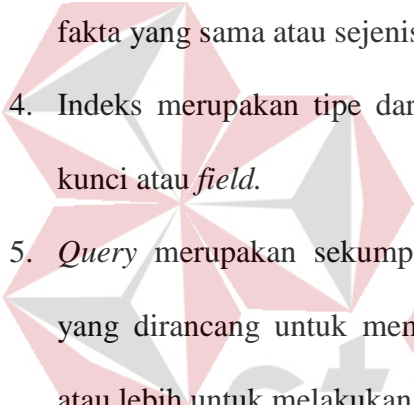 fakta yang sama atau sejenis
4. Indeks merupakan tipe dar
kunci atau field.
5. Query merupakan sekump
yang dirancang untuk men
atau lebih untuk melakukan